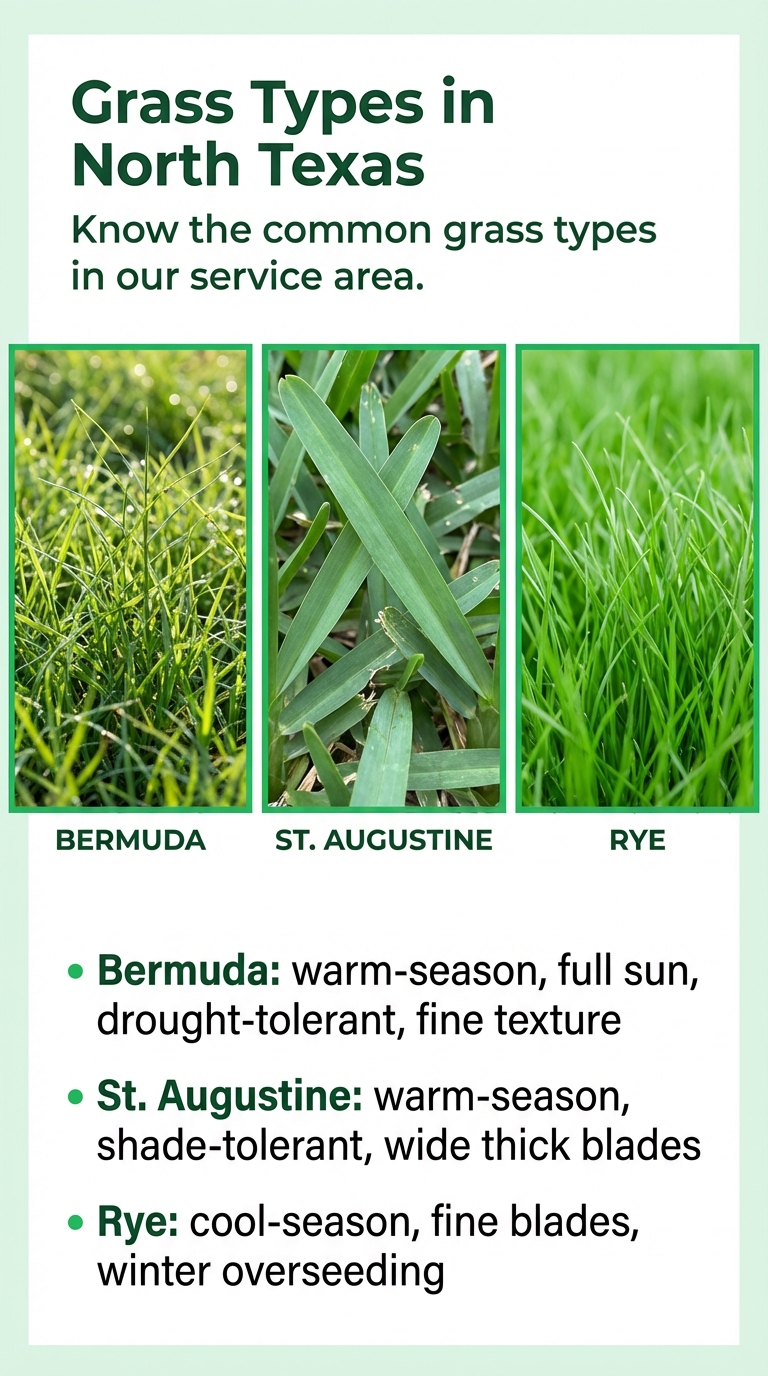 Grass Types in
North Texas
Know the common grass types
in our service area.
BERMUDA
ST. AUGUSTINE
RYE
• Bermuda: warm-season, full sun,
drought-tolerant, fine texture
• St. Augustine: warm-season,
shade-tolerant, wide thick blades
• Rye: cool-season, fine blades,
winter overseeding